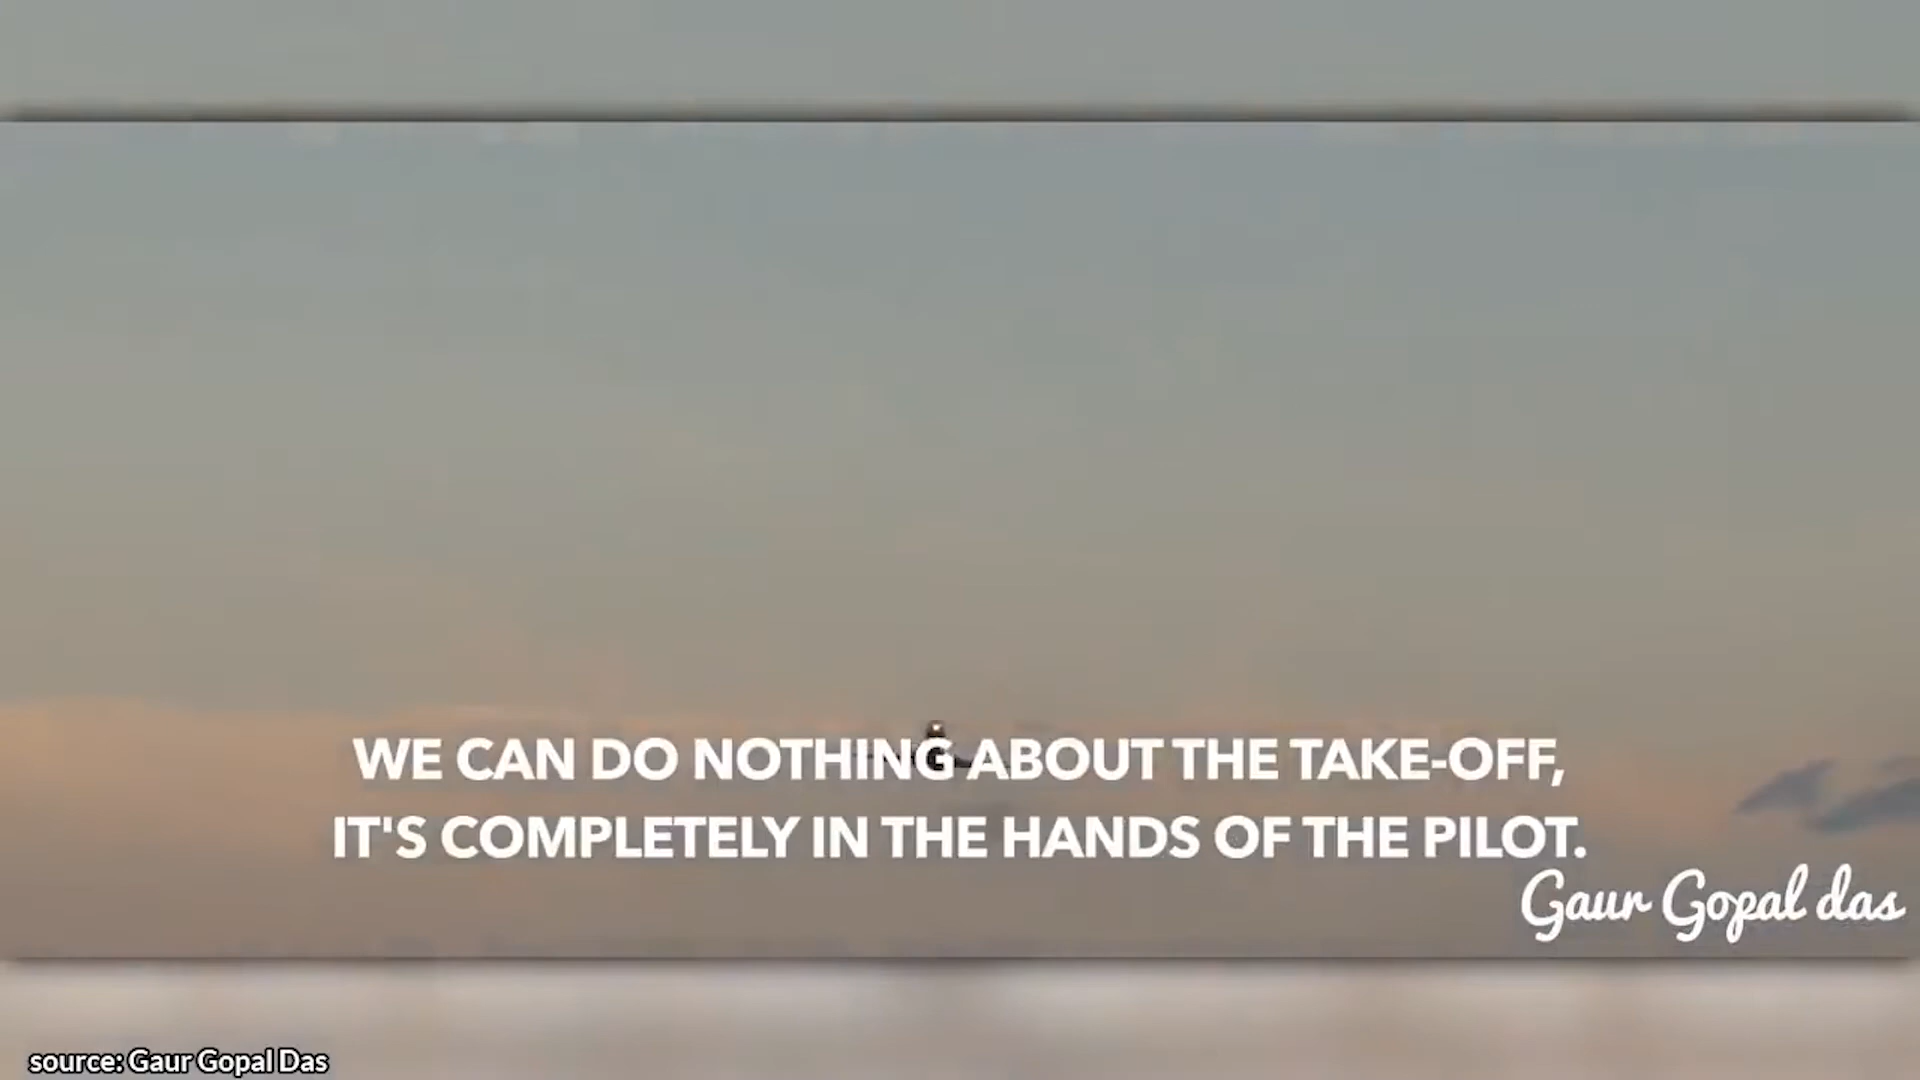 WE CAN DO NOTHING ABOUT THE TAKE-OFF,
IT'S COMPLETELY IN THE HANDS OF THE PILOT.
Gaur Gopal das
source: Gaur Gopal Das